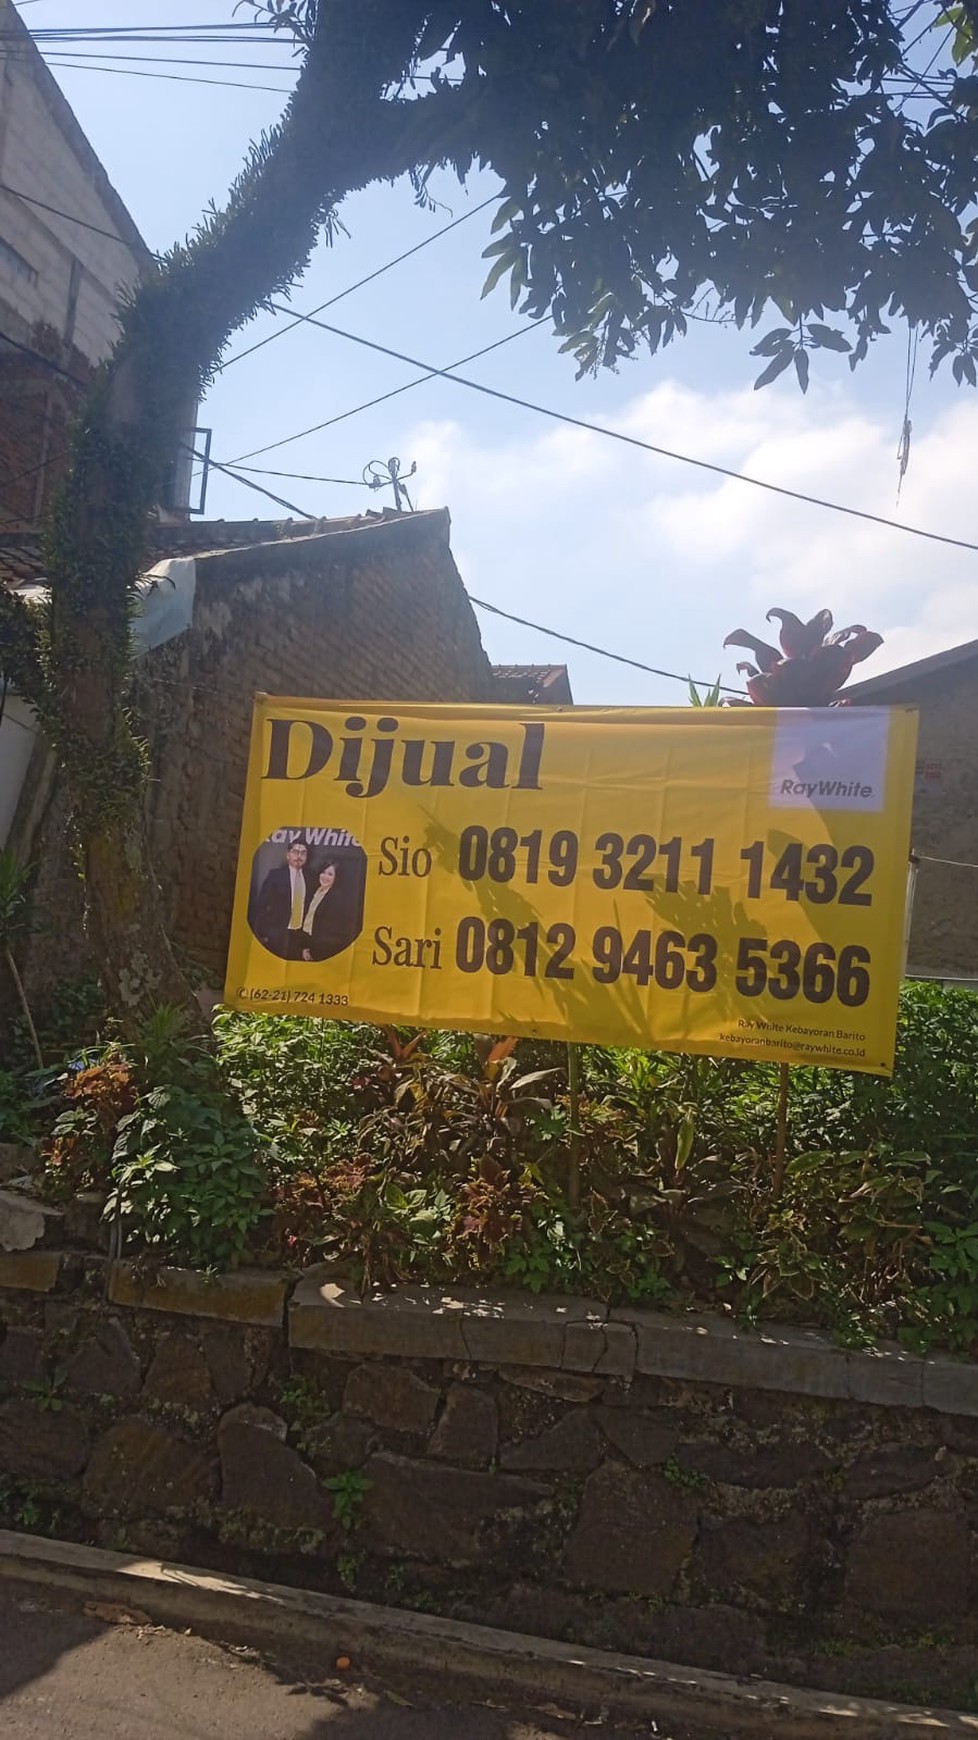 Dijual
RayWhite
Ray White
Sio 0819 3211 1432
Sari 0812 9463 5366
✆ (62-21) 724 1333
Ray White Kebayoran Barito
kebayoranbarito@raywhite.co.id